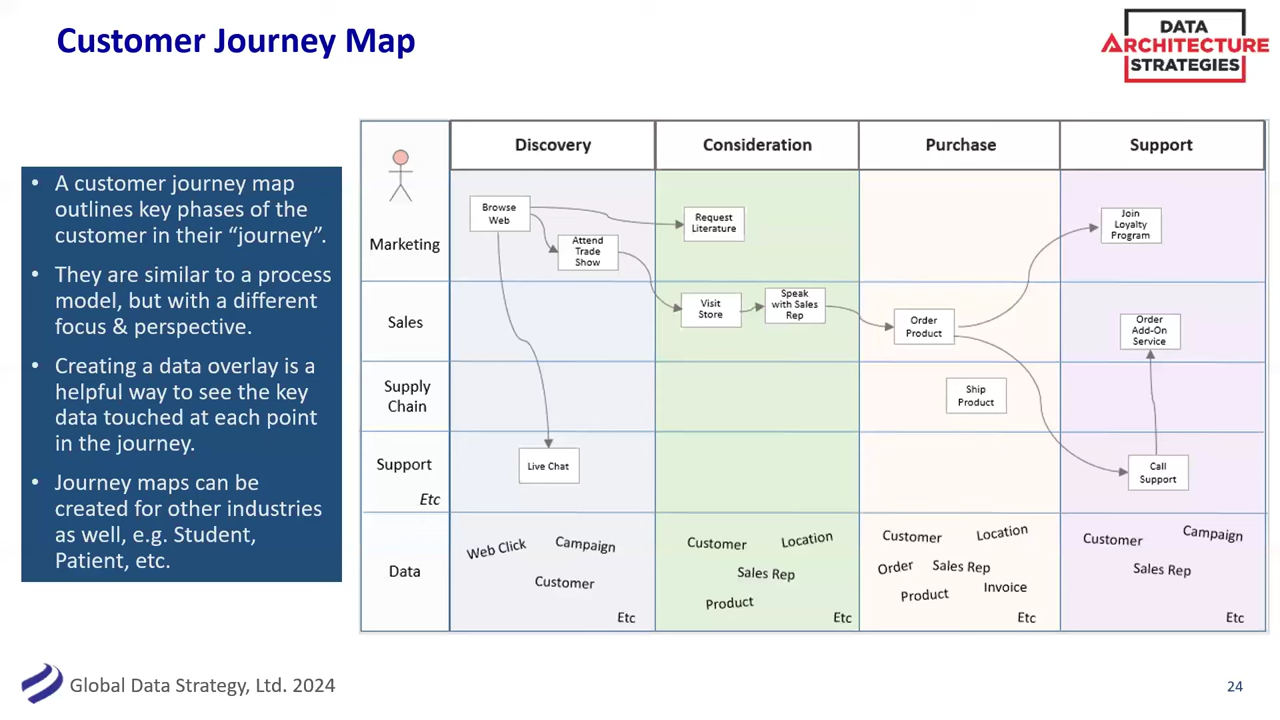 Customer Journey Map
DATA
ARCHITECTURE
STRATEGIES
• A customer journey map
outlines key phases of the
customer in their “journey”.
• They are similar to a process
model, but with a different
focus & perspective.
• Creating a data overlay is a
helpful way to see the key
data touched at each point
in the journey.
• Journey maps can be
created for other industries
as well, e.g. Student,
Patient, etc.
Discovery
Consideration
Purchase
Support
Marketing
Browse
Web
Attend
Trade
Show
Request
Literature
Join
Loyalty
Program
Sales
Visit
Store
Speak
with Sales
Rep
Order
Product
Order
Add-On
Service
Supply
Chain
Ship
Product
Support
Etc
Live Chat
Call
Support
Data
Web Click
Campaign
Customer
Etc
Customer
Location
Sales Rep
Product
Etc
Customer
Location
Order
Sales Rep
Product
Invoice
Etc
Customer
Campaign
Sales Rep
Etc
Global Data Strategy, Ltd. 2024
24